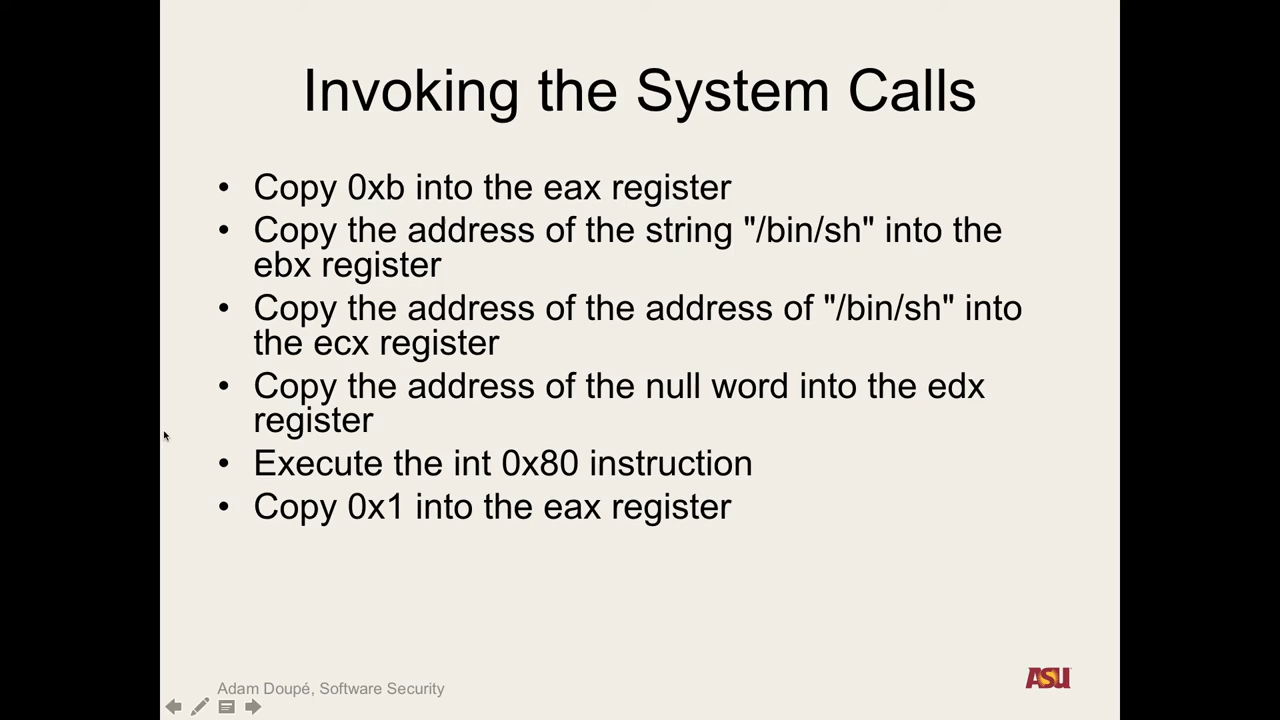 Invoking the System Calls
• Copy 0xb into the eax register
• Copy the address of the string "/bin/sh" into the
ebx register
• Copy the address of the address of "/bin/sh" into
the ecx register
• Copy the address of the null word into the edx
register
• Execute the int 0x80 instruction
• Copy 0x1 into the eax register
Adam Doupé, Software Security
ASU